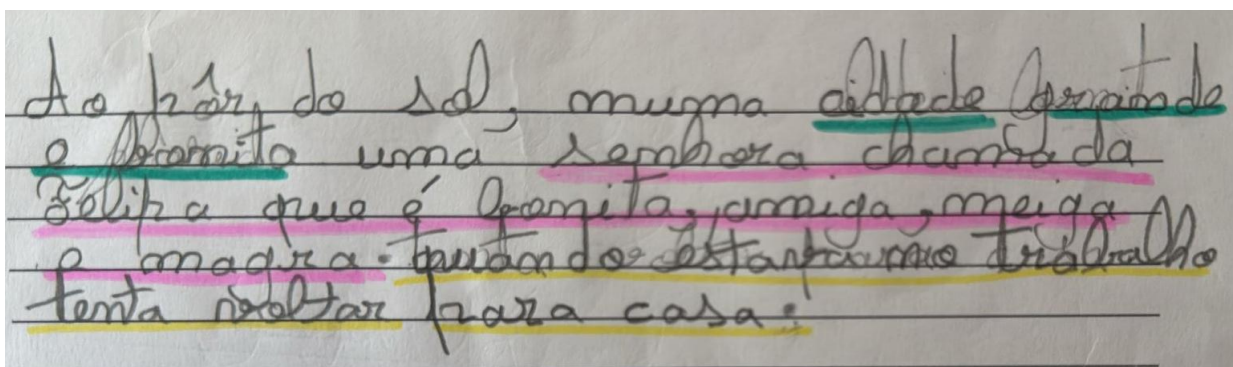 Ao pôr do sol, numa cidade grande
e bonita uma senhora chamada
Felipa que é bonita, amiga, meiga
e magra. quando estava no trabalho
tenta voltar para casa.